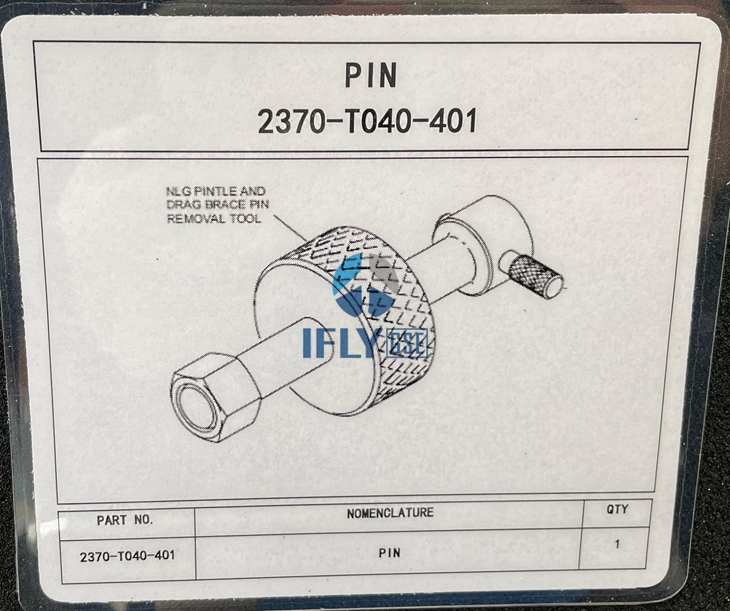 PIN
2370-T040-401
NLG PINTLE AND
DRAG BRACE PIN
REMOVAL TOOL
IFLY GSE
PART NO.
NOMENCLATURE
QTY
2370-T040-401
PIN
1